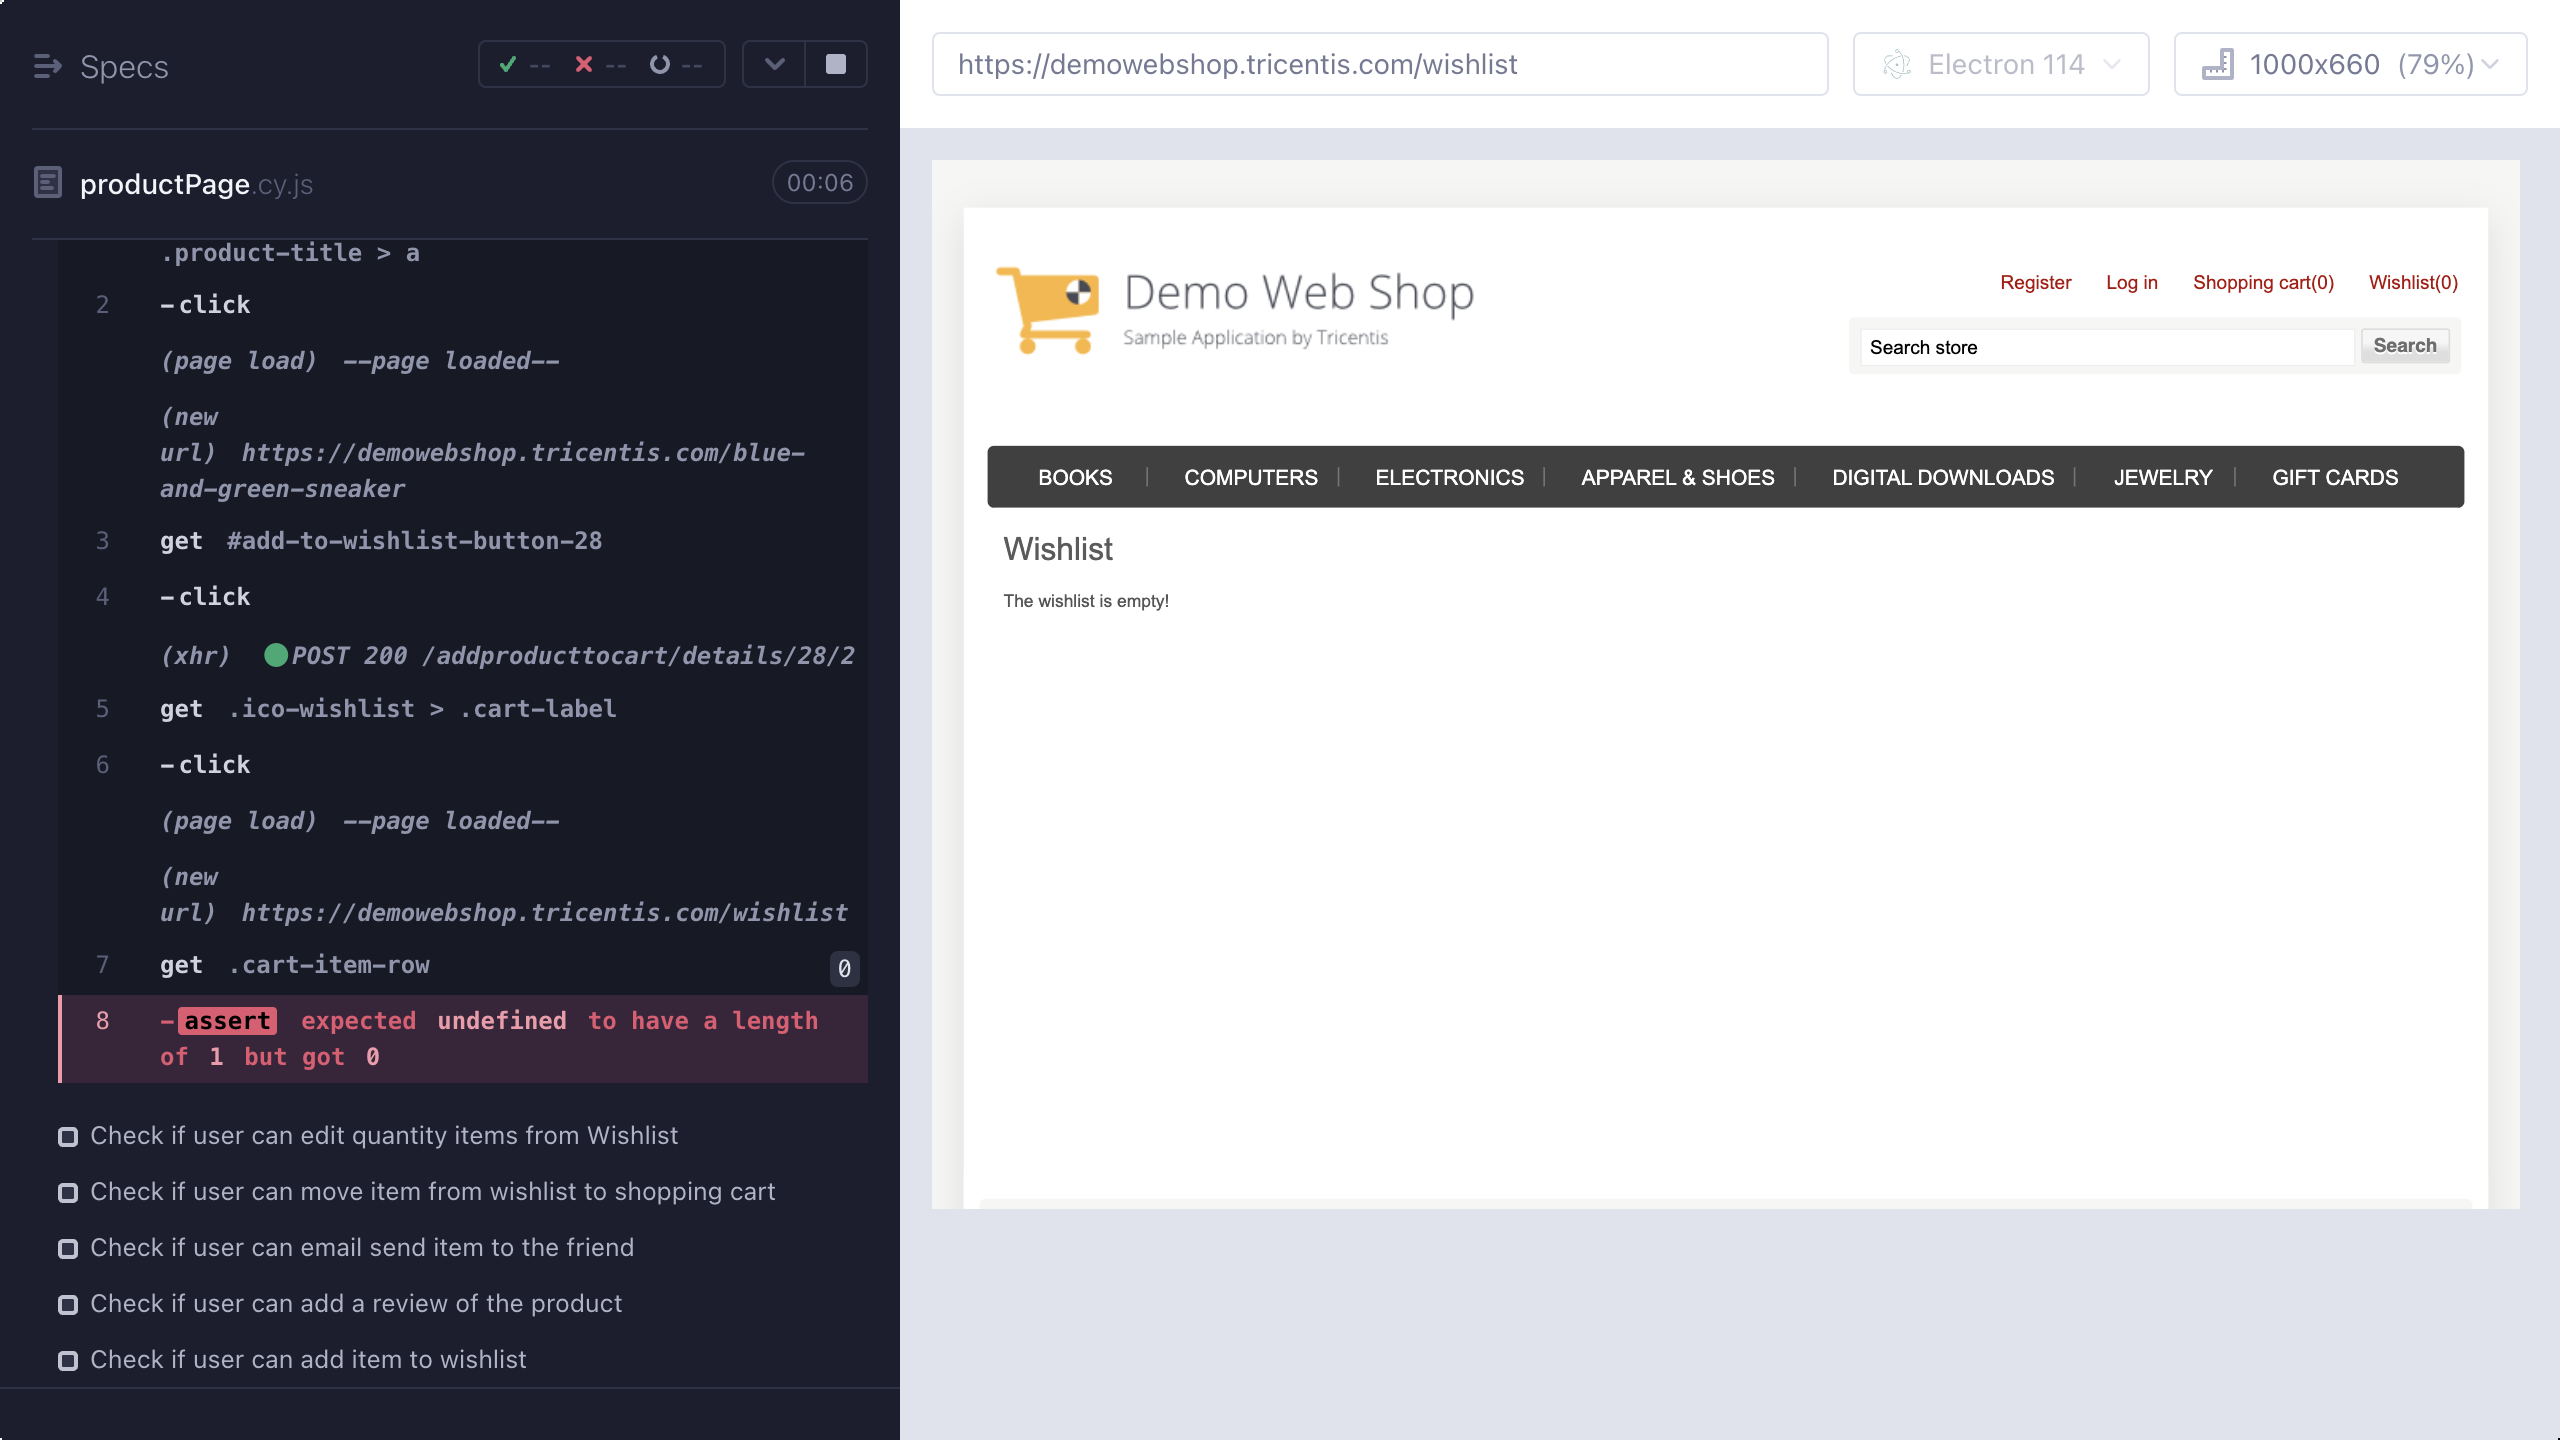 Specs
-- -- --
productPage.cy.js 00:06
.product-title > a
2 -click
(page load) --page loaded--
(new
url) https://demowebshop.tricentis.com/blue-
and-green-sneaker
3 get #add-to-wishlist-button-28
4 -click
(xhr) POST 200 /addproducttocart/details/28/2
5 get .ico-wishlist > .cart-label
6 -click
(page load) --page loaded--
(new
url) https://demowebshop.tricentis.com/wishlist
7 get .cart-item-row 0
8 -assert expected undefined to have a length
of 1 but got 0
Check if user can edit quantity items from Wishlist
Check if user can move item from wishlist to shopping cart
Check if user can email send item to the friend
Check if user can add a review of the product
Check if user can add item to wishlist
https://demowebshop.tricentis.com/wishlist
Electron 114
1000x660 (79%)
Demo Web Shop
Sample Application by Tricentis
Register Log in Shopping cart(0) Wishlist(0)
Search store Search
BOOKS COMPUTERS ELECTRONICS APPAREL & SHOES DIGITAL DOWNLOADS JEWELRY GIFT CARDS
Wishlist
The wishlist is empty!